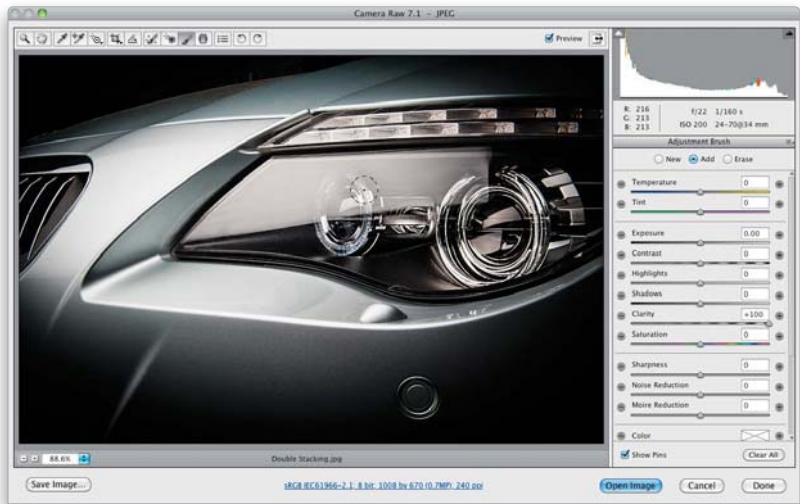 Camera Raw 7.1 – JPEG
Preview
R: 216
G: 213
B: 213
f/22 1/160 s
ISO 200 24-70@34 mm
Adjustment Brush
New Add Erase
Temperature 0
Tint 0
Exposure 0.00
Contrast 0
Highlights 0
Shadows 0
Clarity +100
Saturation 0
Sharpness 0
Noise Reduction 0
Moire Reduction 0
Color
Show Pins Clear All
88.6% Double Stacking.jpg
Save Image... sRGB IEC61966-2.1; 8 bit; 1008 by 670 (0.7MP); 240 ppi Open Image Cancel Done